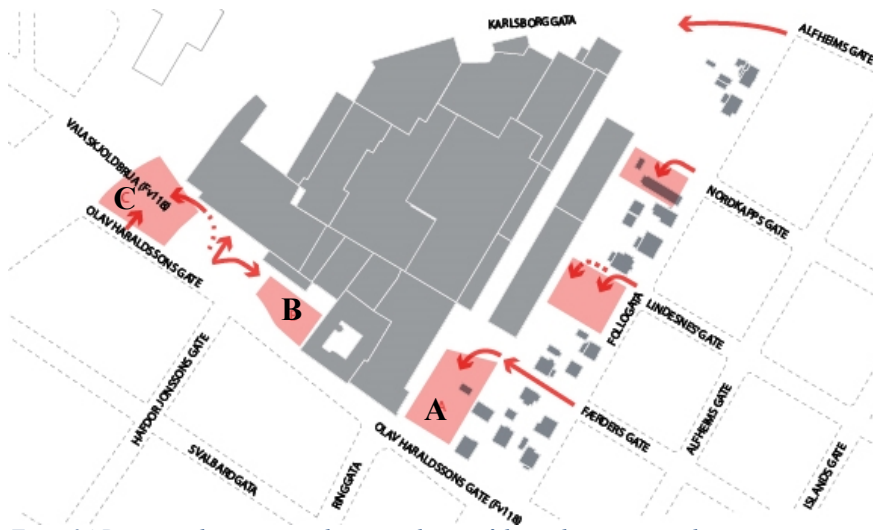 KARLSBORGGATA
ALFHEIMS GATE
VALASKJOLDBRUA (Fv118)
C
OLAV HARALDSSONS GATE
NORDKAPPS GATE
B
LINDESNES GATE
FOLLOGATA
HAFDOR JONSSONS GATE
A
FÆRDERS GATE
ALFHEIMS GATE
SVALBARDGATA
RINGGATA
OLAV HARALDSSONS GATE (Fv118)
ISLANDS GATE